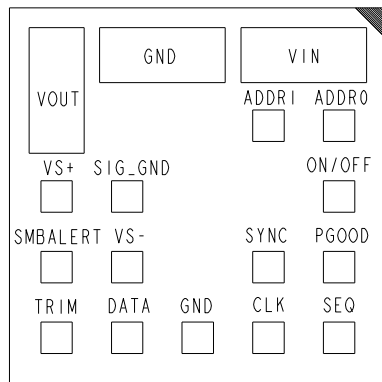 GND VIN
VOUT
ADDR1 ADDR0
VS+ SIG_GND ON/OFF
SMBALERT VS- SYNC PGOOD
TRIM DATA GND CLK SEQ